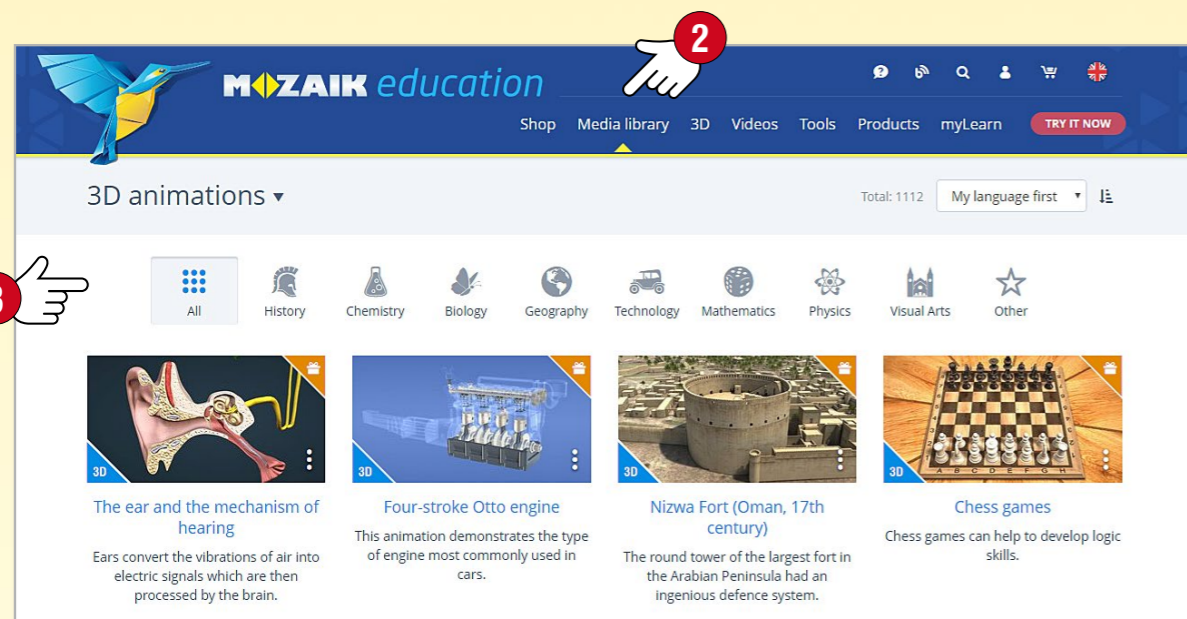 2
MOZAIK education
Shop Media library 3D Videos Tools Products myLearn TRY IT NOW
3D animations
Total: 1112 My language first
3
All History Chemistry Biology Geography Technology Mathematics Physics Visual Arts Other
3D 3D 3D 3D
A B C D E F G H
The ear and the mechanism of
hearing
Ears convert the vibrations of air into
electric signals which are then
processed by the brain.
Four-stroke Otto engine
This animation demonstrates the type
of engine most commonly used in
cars.
Nizwa Fort (Oman, 17th
century)
The round tower of the largest fort in
the Arabian Peninsula had an
ingenious defence system.
Chess games
Chess games can help to develop logic
skills.